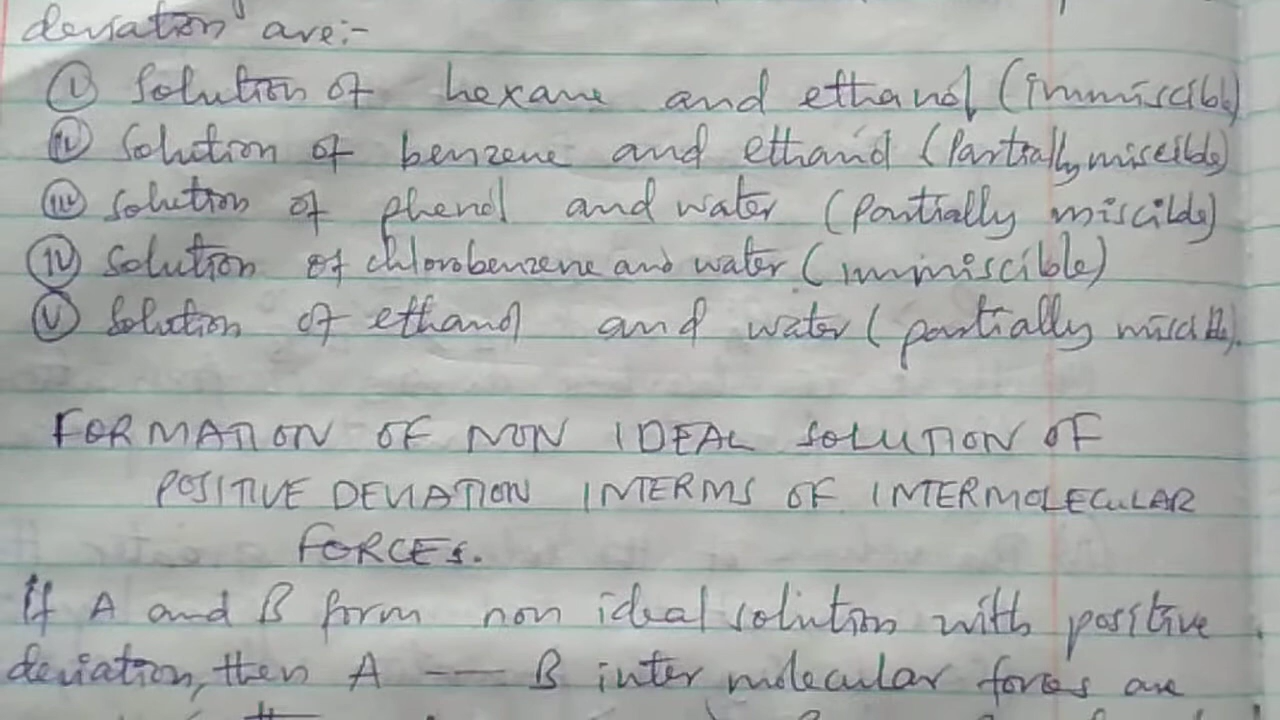 deviation are:-
(i) Solution of hexane and ethanol (immiscible)
(ii) Solution of benzene and ethanol (Partially miscible)
(iii) Solution of phenol and water (partially miscible)
(iv) Solution of chlorobenzene and water (immiscible)
(v) Solution of ethanol and water (partially miscible).
FORMATION OF NON IDEAL SOLUTION OF
POSITIVE DEVIATION INTERMS OF INTERMOLECULAR
FORCES.
If A and B form non ideal solution with positive
deviation, then A — B inter molecular forces are